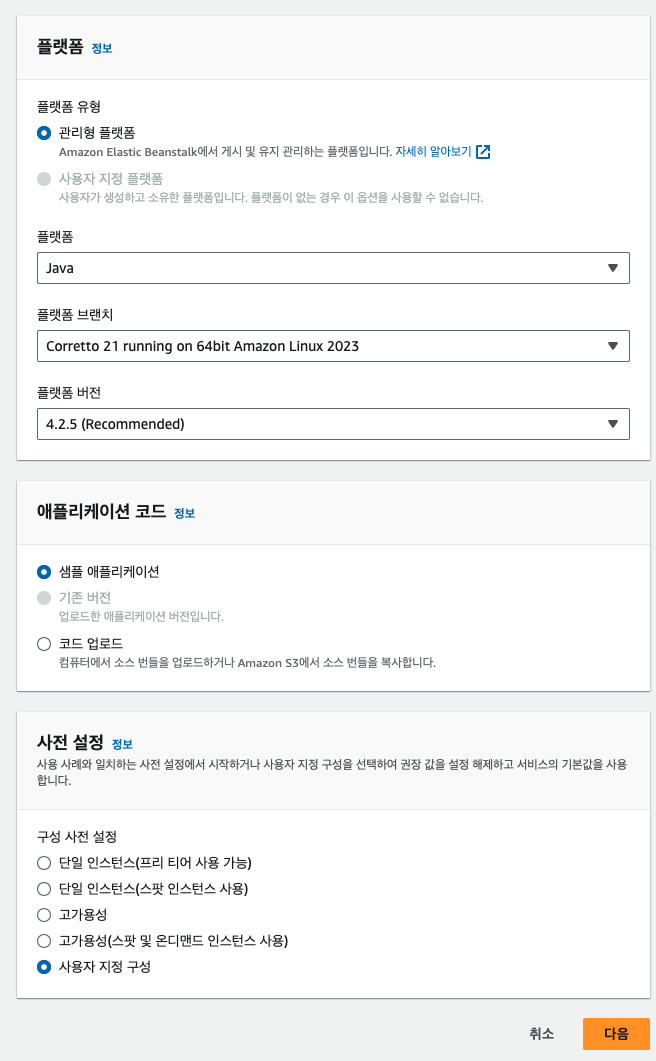 플랫폼 정보
플랫폼 유형
관리형 플랫폼
Amazon Elastic Beanstalk에서 게시 및 유지 관리하는 플랫폼입니다. 자세히 알아보기
사용자 지정 플랫폼
사용자가 생성하고 소유한 플랫폼입니다. 플랫폼이 없는 경우 이 옵션을 사용할 수 없습니다.
플랫폼
Java
플랫폼 브랜치
Corretto 21 running on 64bit Amazon Linux 2023
플랫폼 버전
4.2.5 (Recommended)
애플리케이션 코드 정보
샘플 애플리케이션
기존 버전
업로드한 애플리케이션 버전입니다.
코드 업로드
컴퓨터에서 소스 번들을 업로드하거나 Amazon S3에서 소스 번들을 복사합니다.
사전 설정 정보
사용 사례와 일치하는 사전 설정에서 시작하거나 사용자 지정 구성을 선택하여 권장 값을 설정 해제하고 서비스의 기본값을 사용
합니다.
구성 사전 설정
단일 인스턴스(프리 티어 사용 가능)
단일 인스턴스(스팟 인스턴스 사용)
고가용성
고가용성(스팟 및 온디맨드 인스턴스 사용)
사용자 지정 구성
취소 다음